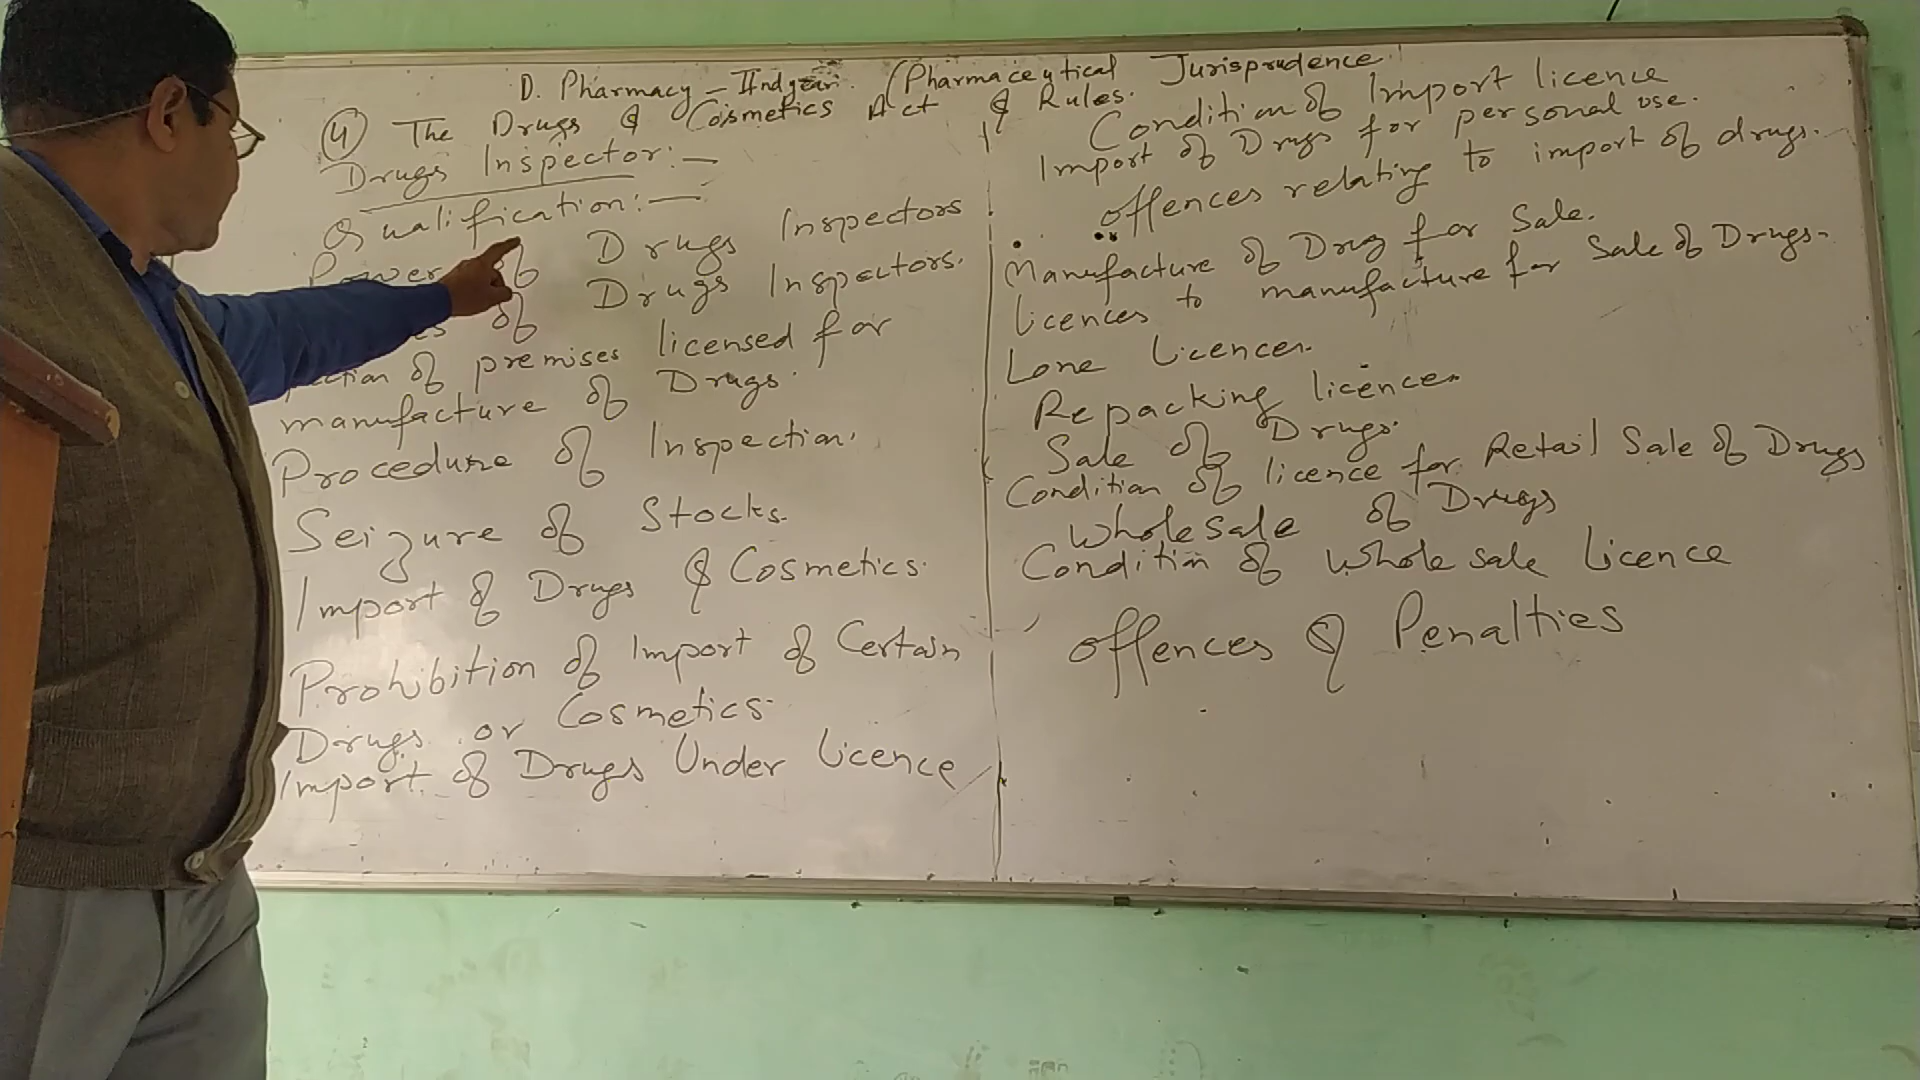 D. Pharmacy - IInd year. (Pharmaceutical Jurisprudence
(4) The Drugs & Cosmetics Act & Rules.
Drugs Inspector:-
Qualification:-
Power of Drugs Inspectors
of Drugs Inspectors.
of premises licensed for
manufacture of Drugs.
Procedure of Inspection.
Seizure of Stocks.
Import of Drugs & Cosmetics.
Prohibition of Import of Certain
Drugs or Cosmetics.
Import of Drugs Under Licence
Condition of Import licence
Import of Drugs for personal use.
offences relating to import of drugs.
Manufacture of Drug for Sale.
licences to manufacture for Sale of Drugs.
Lone Licence.
Repacking licence.
Sale of Drugs.
Condition of licence for Retail Sale of Drugs
Wholesale of Drugs
Condition of Whole sale Licence
offences & Penalties